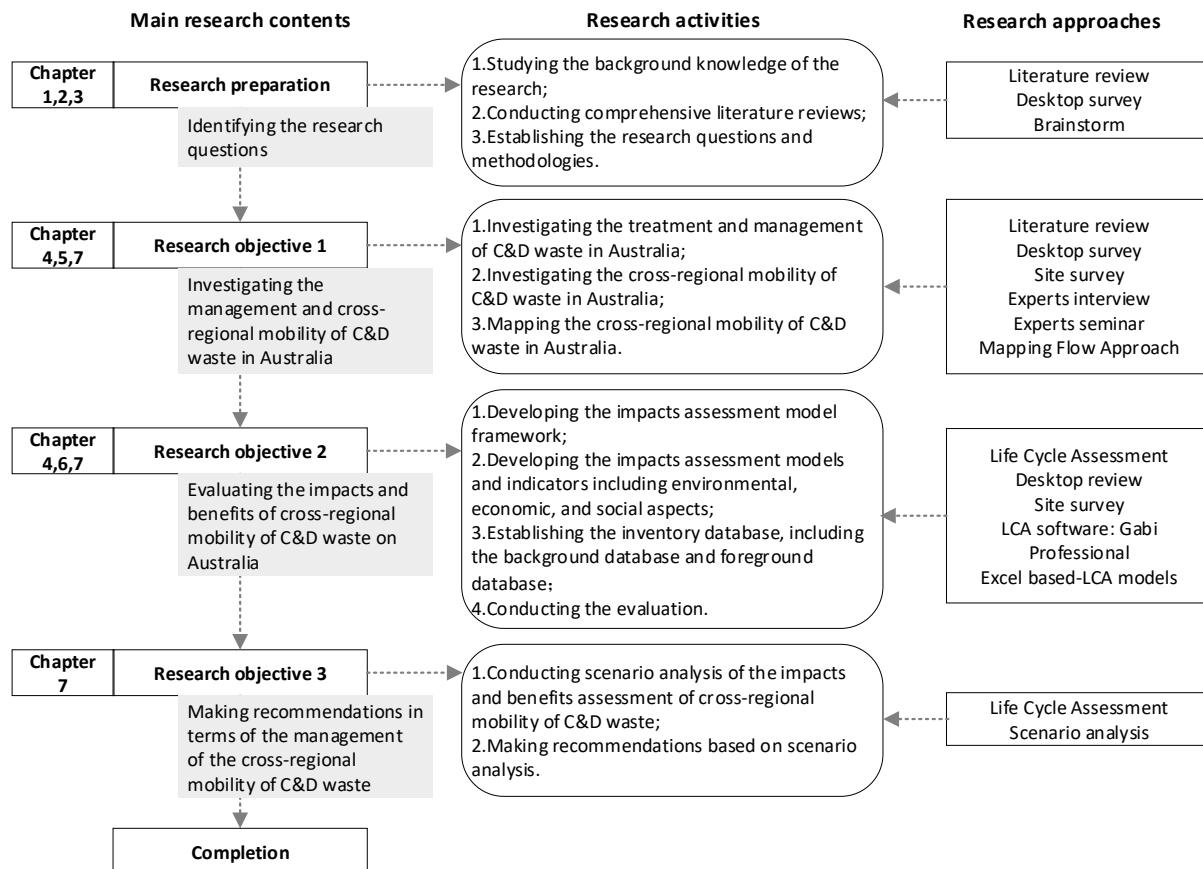 Main research contents
Research activities
Research approaches
Chapter
1,2,3
Research preparation
Identifying the research
questions
1.Studying the background knowledge of the
research;
2.Conducting comprehensive literature reviews;
3.Establishing the research questions and
methodologies.
Literature review
Desktop survey
Brainstorm
Chapter
4,5,7
Research objective 1
Investigating the
management and cross-
regional mobility of C&D
waste in Australia
1.Investigating the treatment and management
of C&D waste in Australia;
2.Investigating the cross-regional mobility of
C&D waste in Australia;
3.Mapping the cross-regional mobility of C&D
waste in Australia.
Literature review
Desktop survey
Site survey
Experts interview
Experts seminar
Mapping Flow Approach
Chapter
4,6,7
Research objective 2
Evaluating the impacts and
benefits of cross-regional
mobility of C&D waste on
Australia
1.Developing the impacts assessment model
framework;
2.Developing the impacts assessment models
and indicators including environmental,
economic, and social aspects;
3.Establishing the inventory database, including
the background database and foreground
database；
4.Conducting the evaluation.
Life Cycle Assessment
Desktop review
Site survey
LCA software: Gabi
Professional
Excel based-LCA models
Chapter
7
Research objective 3
Making recommendations in
terms of the management
of the cross-regional
mobility of C&D waste
1.Conducting scenario analysis of the impacts
and benefits assessment of cross-regional
mobility of C&D waste;
2.Making recommendations based on scenario
analysis.
Life Cycle Assessment
Scenario analysis
Completion